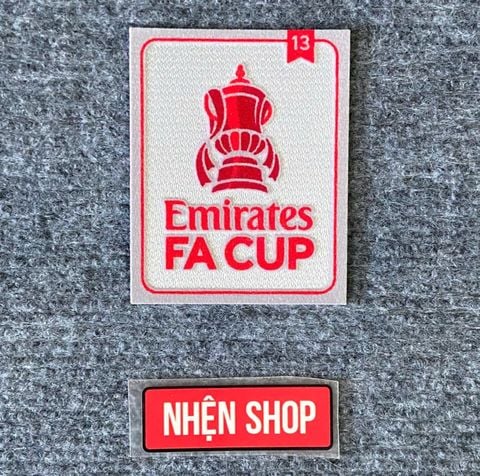 13
Emirates
FA CUP
NHỆN SHOP